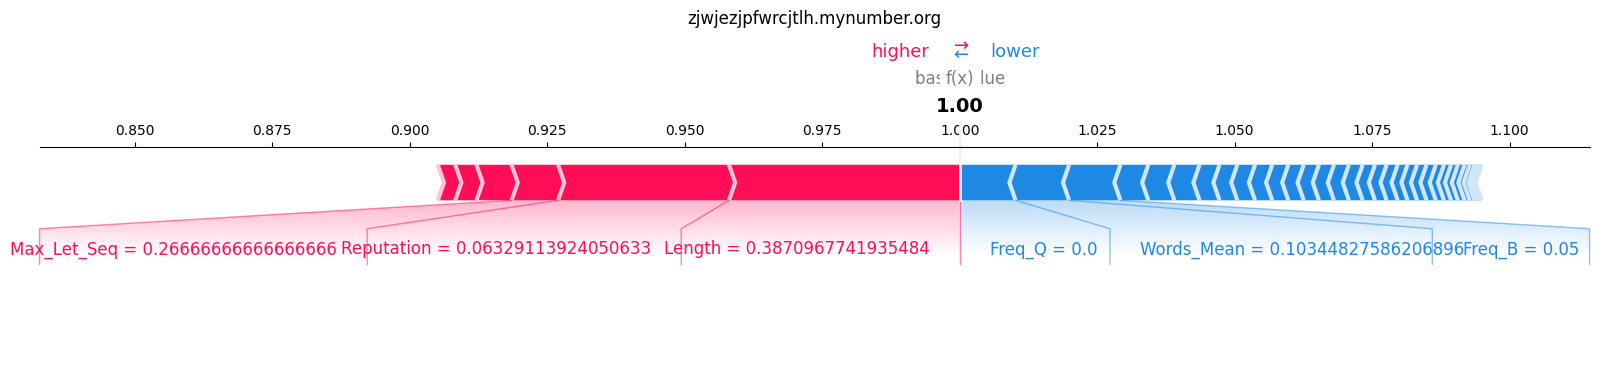 zjwjezjpfwrcjtlh.mynumber.org
higher ⇄ lower
bas f(x) lue
1.00
0.850 0.875 0.900 0.925 0.950 0.975 1.000 1.025 1.050 1.075 1.100
Max_Let_Seq = 0.26666666666666666 Reputation = 0.06329113924050633 Length = 0.3870967741935484 Freq_Q = 0.0 Words_Mean = 0.10344827586206896 Freq_B = 0.05